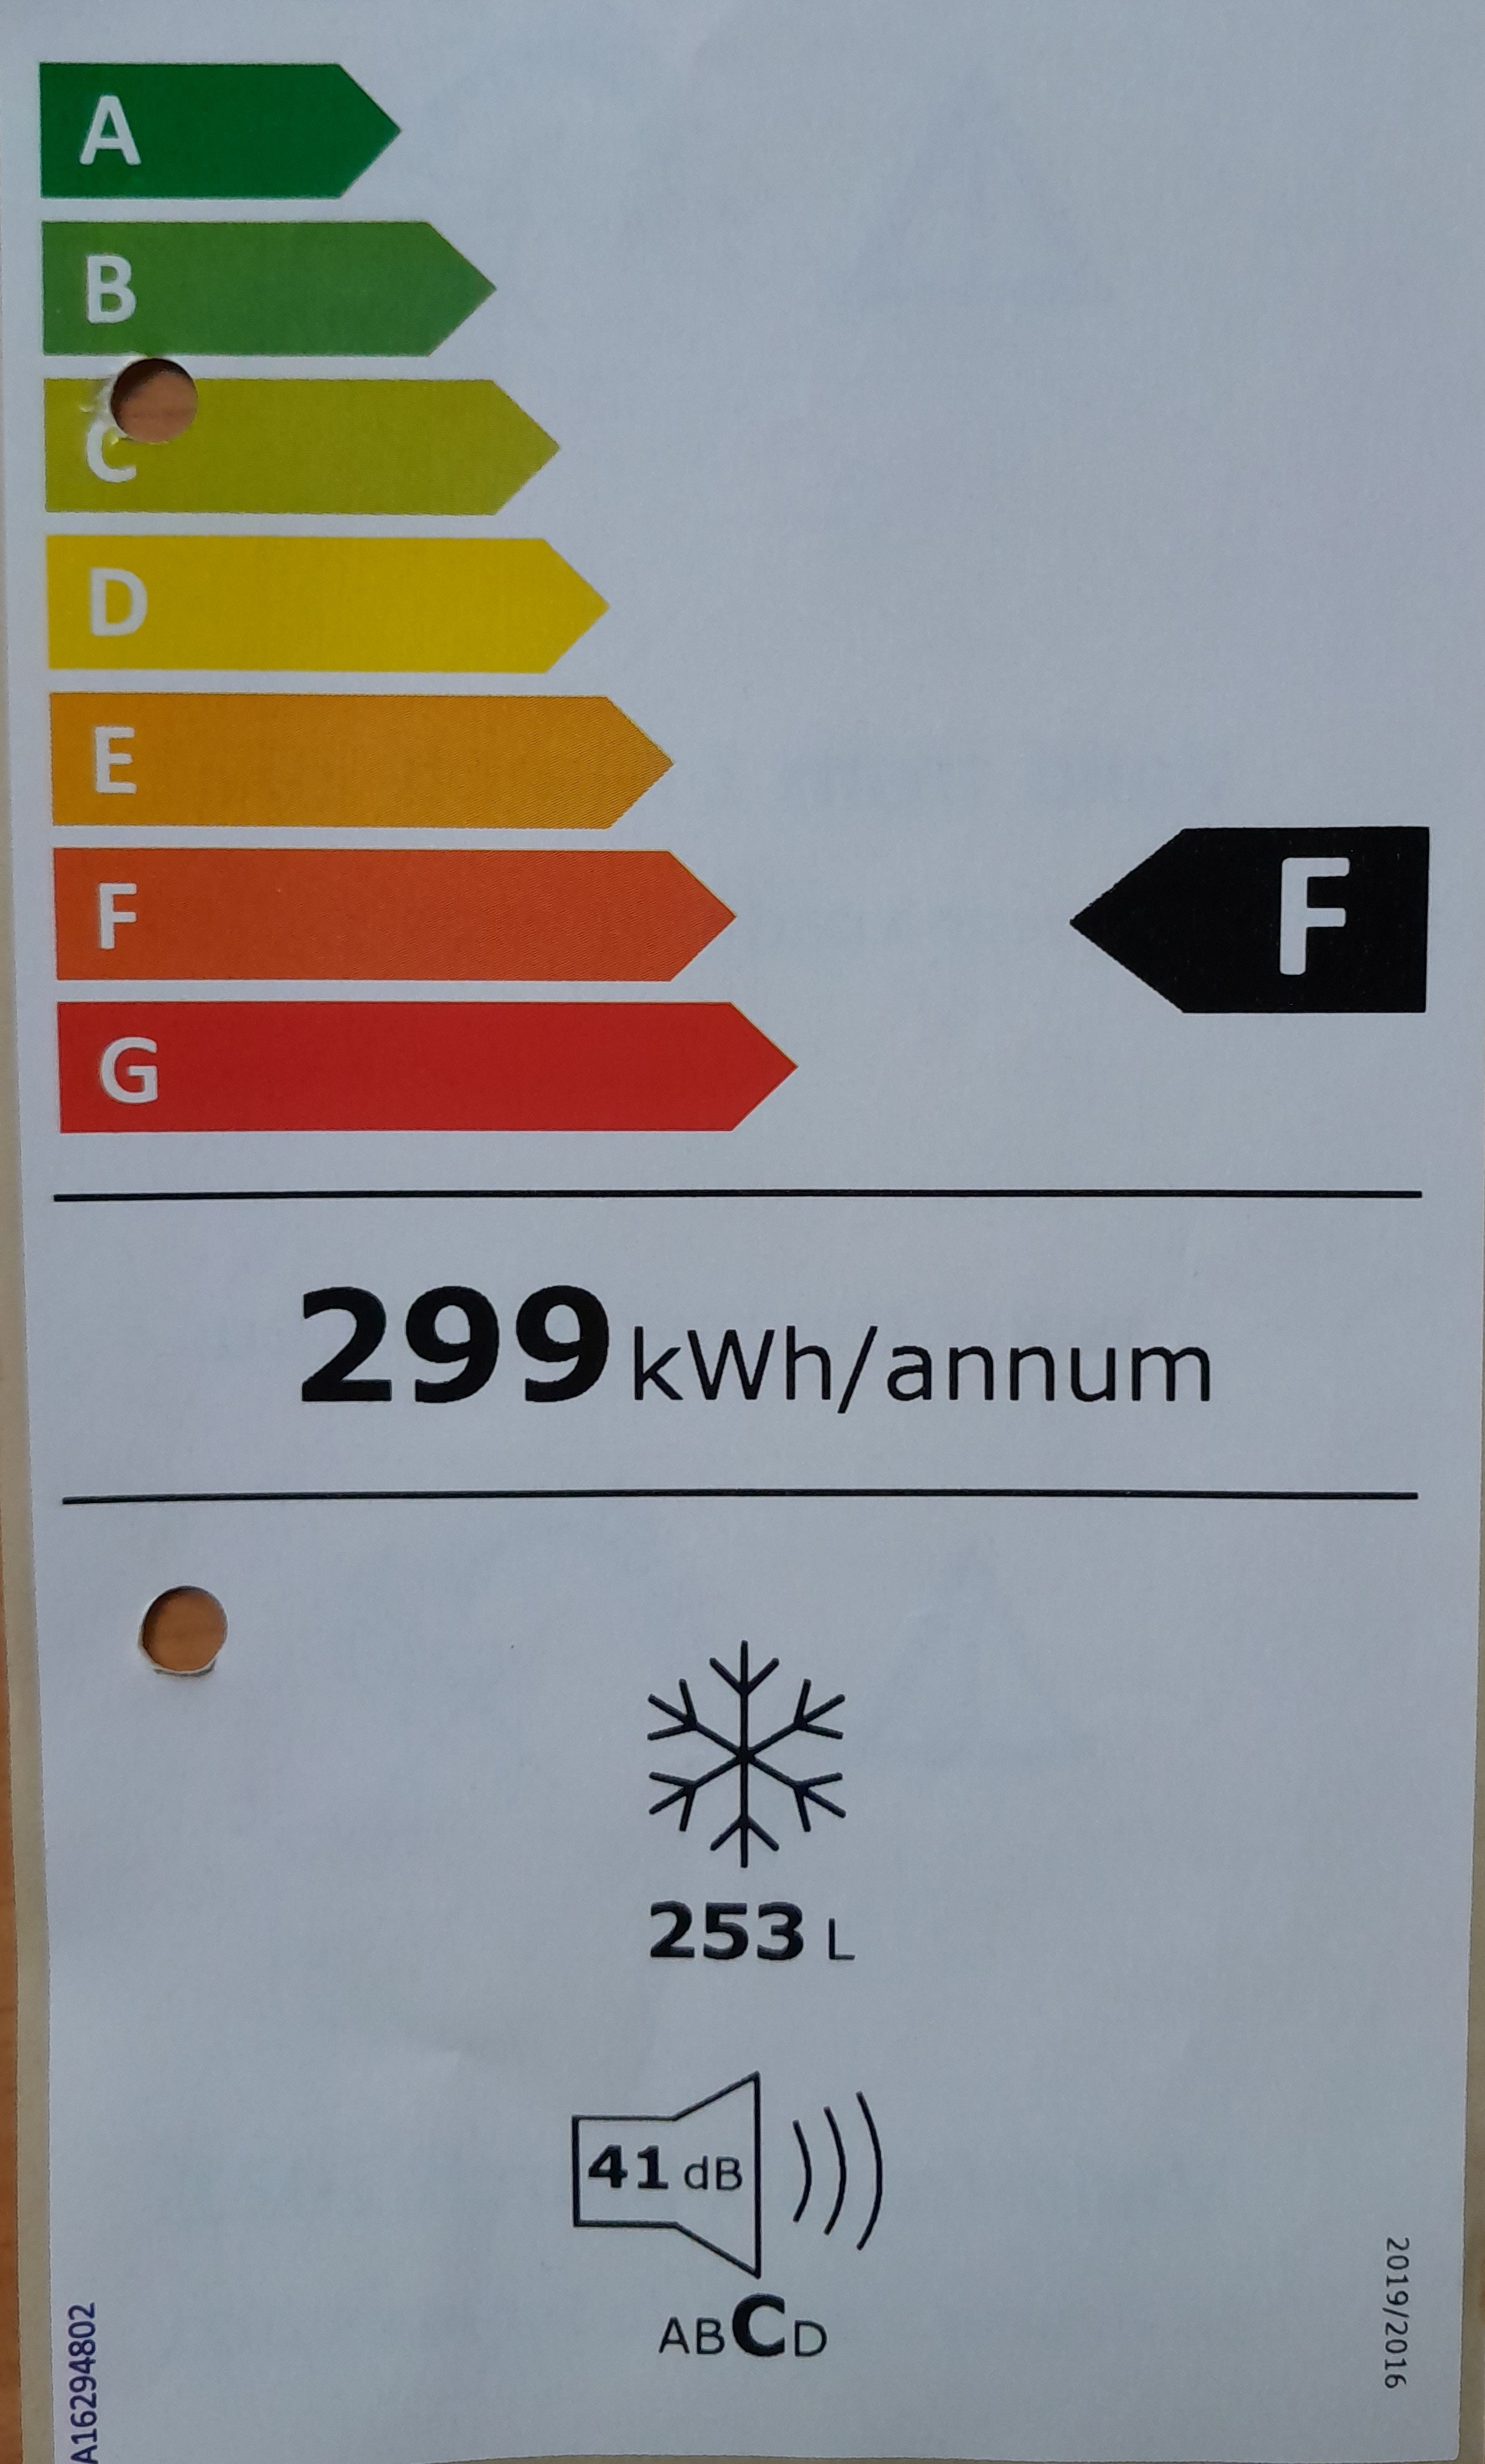 A
B
C
D
E
F
F
G
299 kWh/annum
253 L
41 dB
ABCD
2019/2016
A16294802